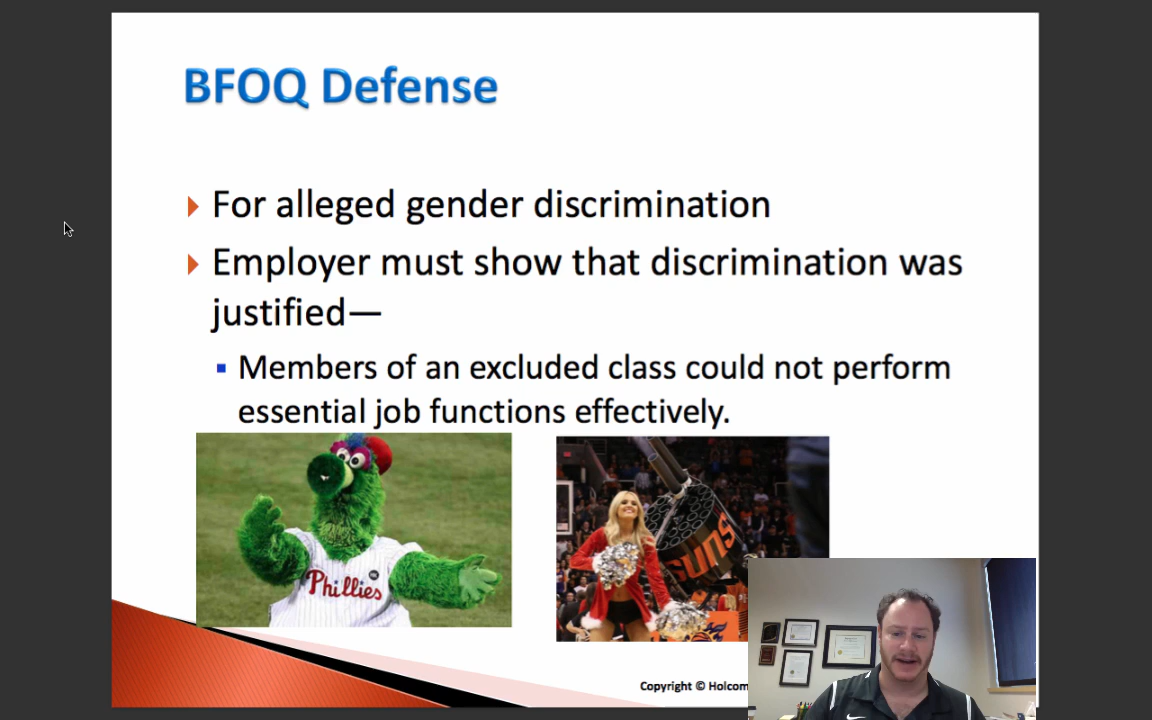 BFOQ Defense
For alleged gender discrimination
Employer must show that discrimination was
justified—
Members of an excluded class could not perform
essential job functions effectively.
Phillies
SUNS
Copyright © Holcom